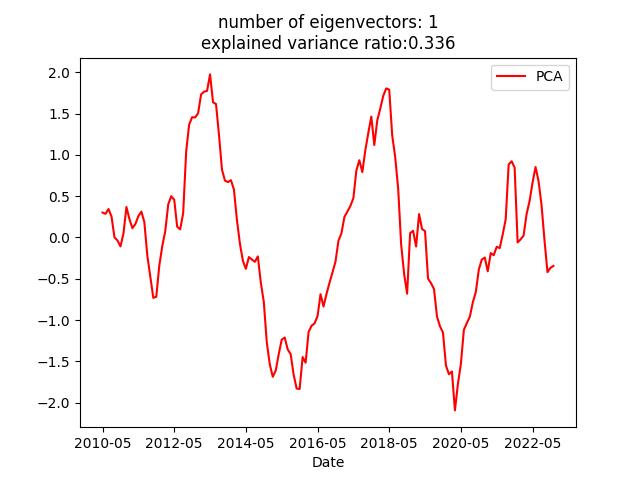 number of eigenvectors: 1
explained variance ratio:0.336
PCA
2.0
1.5
1.0
0.5
0.0
−0.5
−1.0
−1.5
−2.0
2010-05 2012-05 2014-05 2016-05 2018-05 2020-05 2022-05
Date